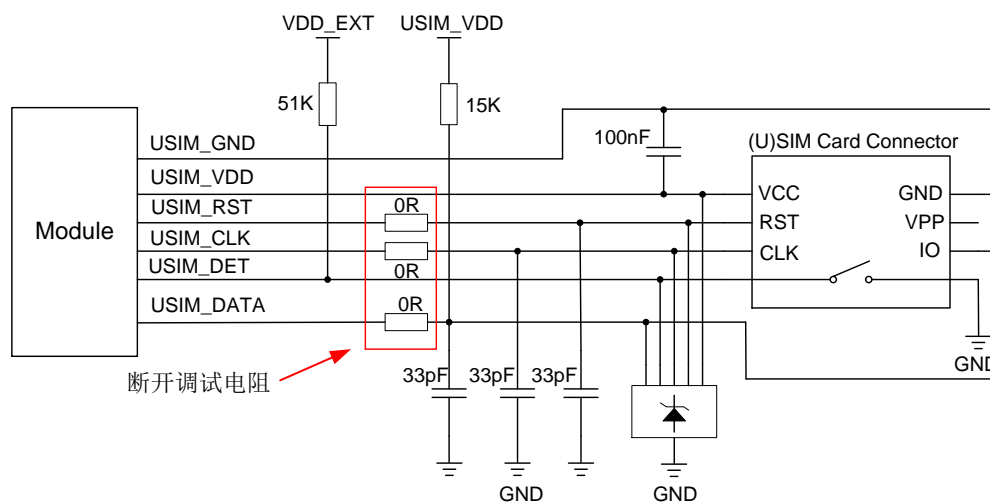 VDD_EXT USIM_VDD
51K 15K
USIM_GND 100nF (U)SIM Card Connector
USIM_VDD VCC GND
USIM_RST 0R RST VPP
Module
USIM_CLK CLK IO
USIM_DET 0R
USIM_DATA 0R
GND
断开调试电阻 33pF 33pF 33pF
GND GND